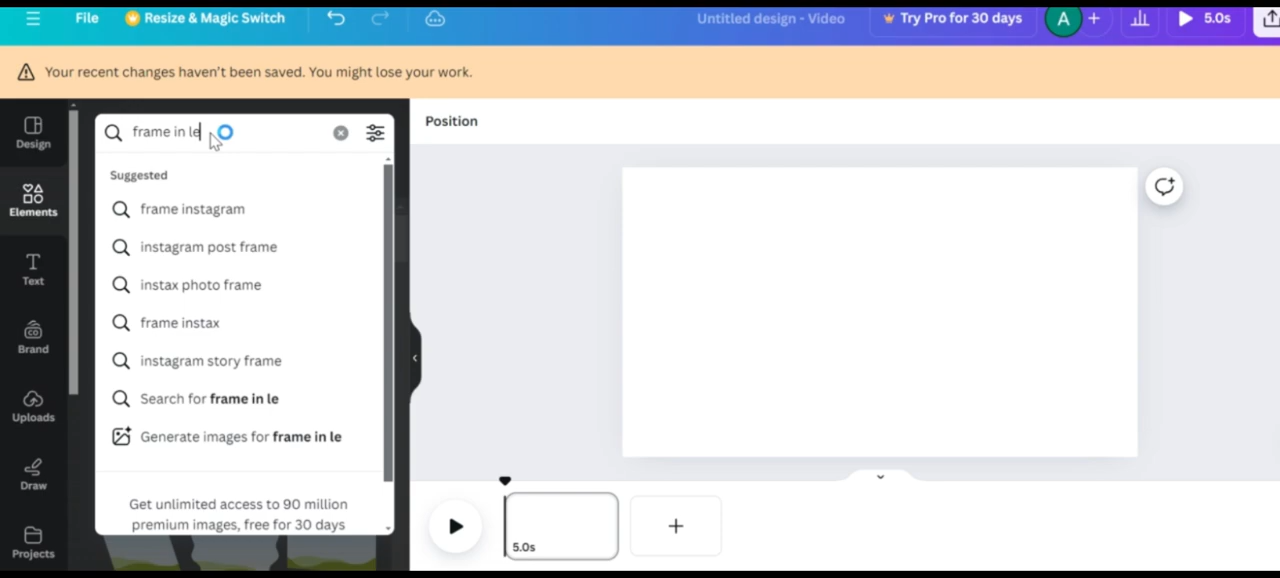 File
Resize & Magic Switch
Untitled design - Video
Try Pro for 30 days
A
+
5.0s
Your recent changes haven't been saved. You might lose your work.
Design
Elements
Text
Brand
Uploads
Draw
Projects
frame in le
Suggested
frame instagram
instagram post frame
instax photo frame
frame instax
instagram story frame
Search for frame in le
Generate images for frame in le
Get unlimited access to 90 million
premium images, free for 30 days
Position
5.0s
+